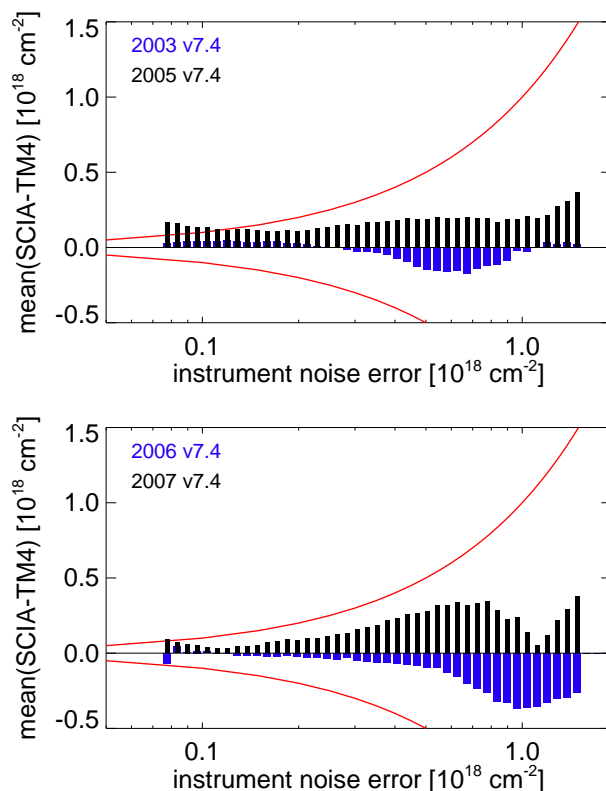 mean(SCIA-TM4) [10¹⁸ cm⁻²]
1.5
1.0
0.5
0.0
-0.5
2003 v7.4
2005 v7.4
0.1
1.0
instrument noise error [10¹⁸ cm⁻²]
mean(SCIA-TM4) [10¹⁸ cm⁻²]
1.5
1.0
0.5
0.0
-0.5
2006 v7.4
2007 v7.4
0.1
1.0
instrument noise error [10¹⁸ cm⁻²]